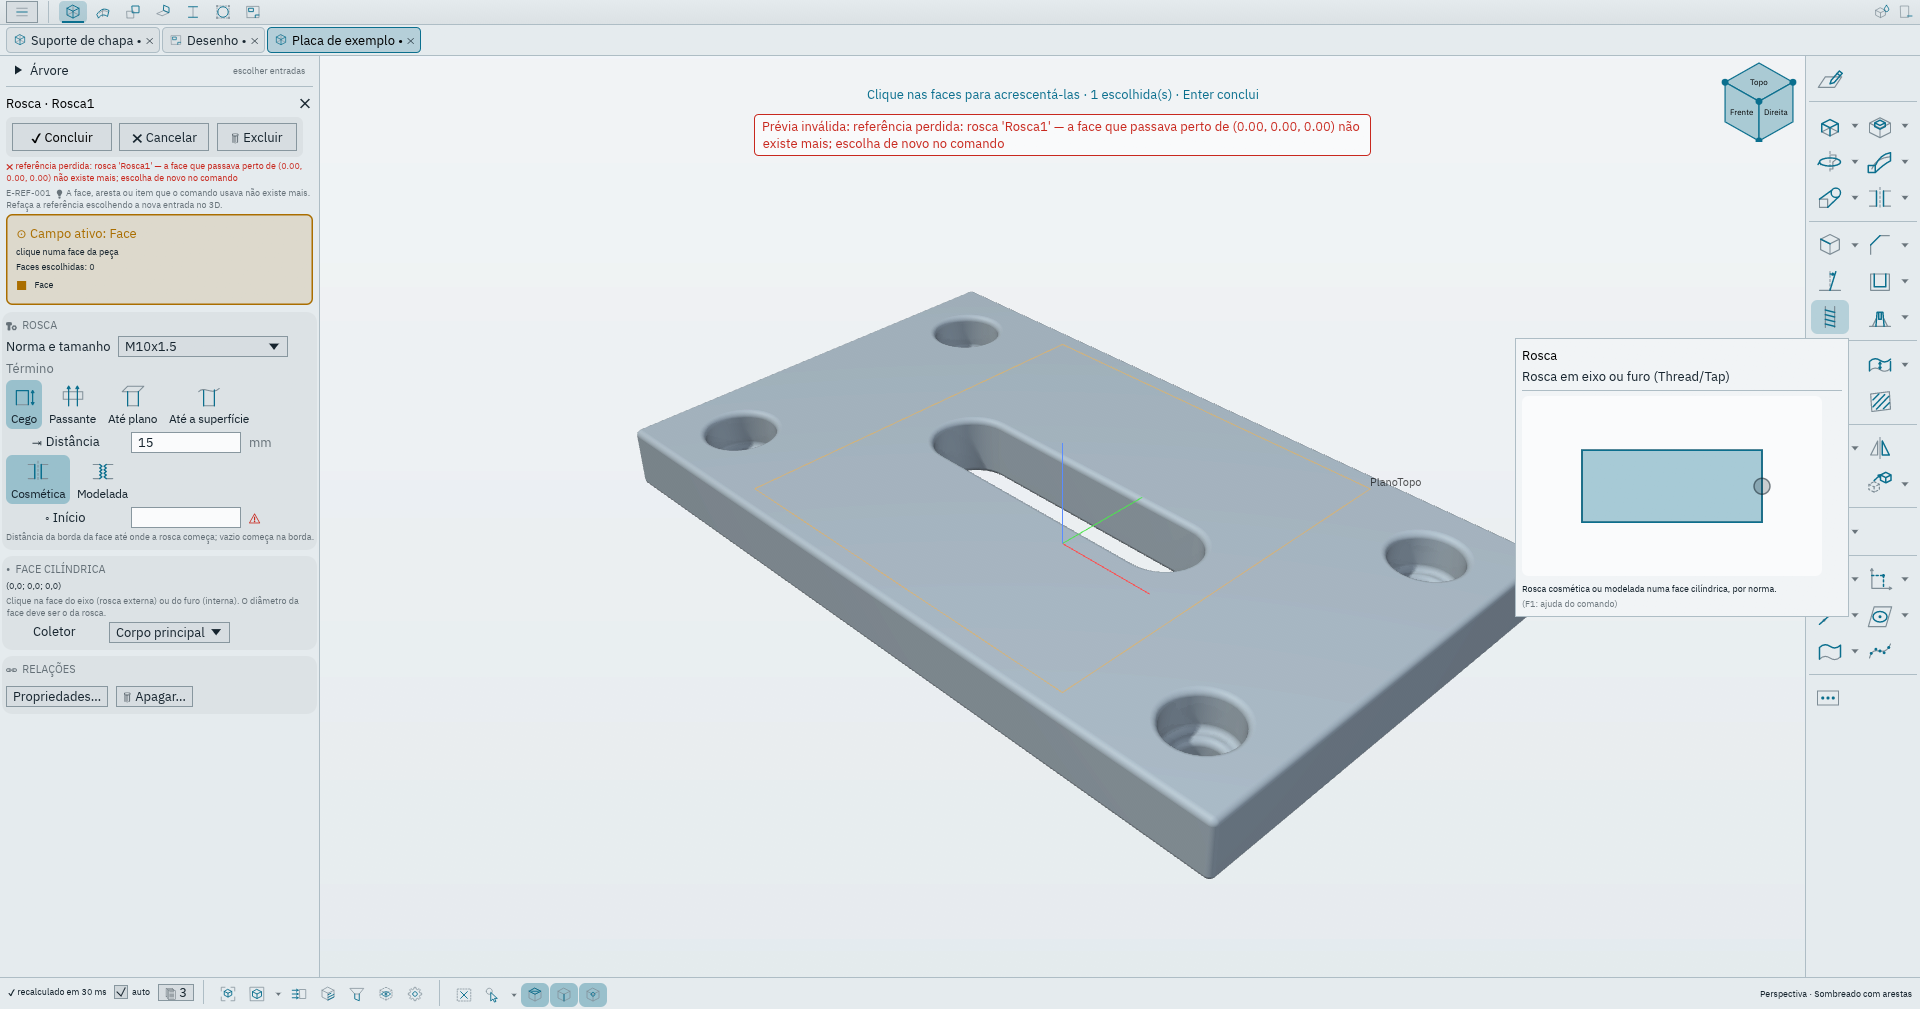 Suporte de chapa •
Desenho •
Placa de exemplo •
Árvore
escolher entradas
Rosca · Rosca1
Concluir
Cancelar
Excluir
referência perdida: rosca 'Rosca1' — a face que passava perto de (0.00,
0.00, 0.00) não existe mais; escolha de novo no comando
E-REF-001 A face, aresta ou item que o comando usava não existe mais.
Refaça a referência escolhendo a nova entrada no 3D.
Campo ativo: Face
clique numa face da peça
Faces escolhidas: 0
Face
ROSCA
Norma e tamanho M10x1.5
Término
Cego Passante Até plano Até a superfície
Distância 15 mm
Cosmética Modelada
Início
Distância da borda da face até onde a rosca começa; vazio começa na borda.
FACE CILÍNDRICA
(0,0; 0,0; 0,0)
Clique na face do eixo (rosca externa) ou do furo (interna). O diâmetro da
face deve ser o da rosca.
Coletor Corpo principal
RELAÇÕES
Propriedades...
Apagar...
Clique nas faces para acrescentá-las · 1 escolhida(s) · Enter conclui
Prévia inválida: referência perdida: rosca 'Rosca1' — a face que passava perto de (0.00, 0.00, 0.00) não
existe mais; escolha de novo no comando
PlanoTopo
Topo
Frente
Direita
Rosca
Rosca em eixo ou furo (Thread/Tap)
Rosca cosmética ou modelada numa face cilíndrica, por norma.
(F1: ajuda do comando)
recalculado em 30 ms
auto
3
Perspectiva · Sombreado com arestas